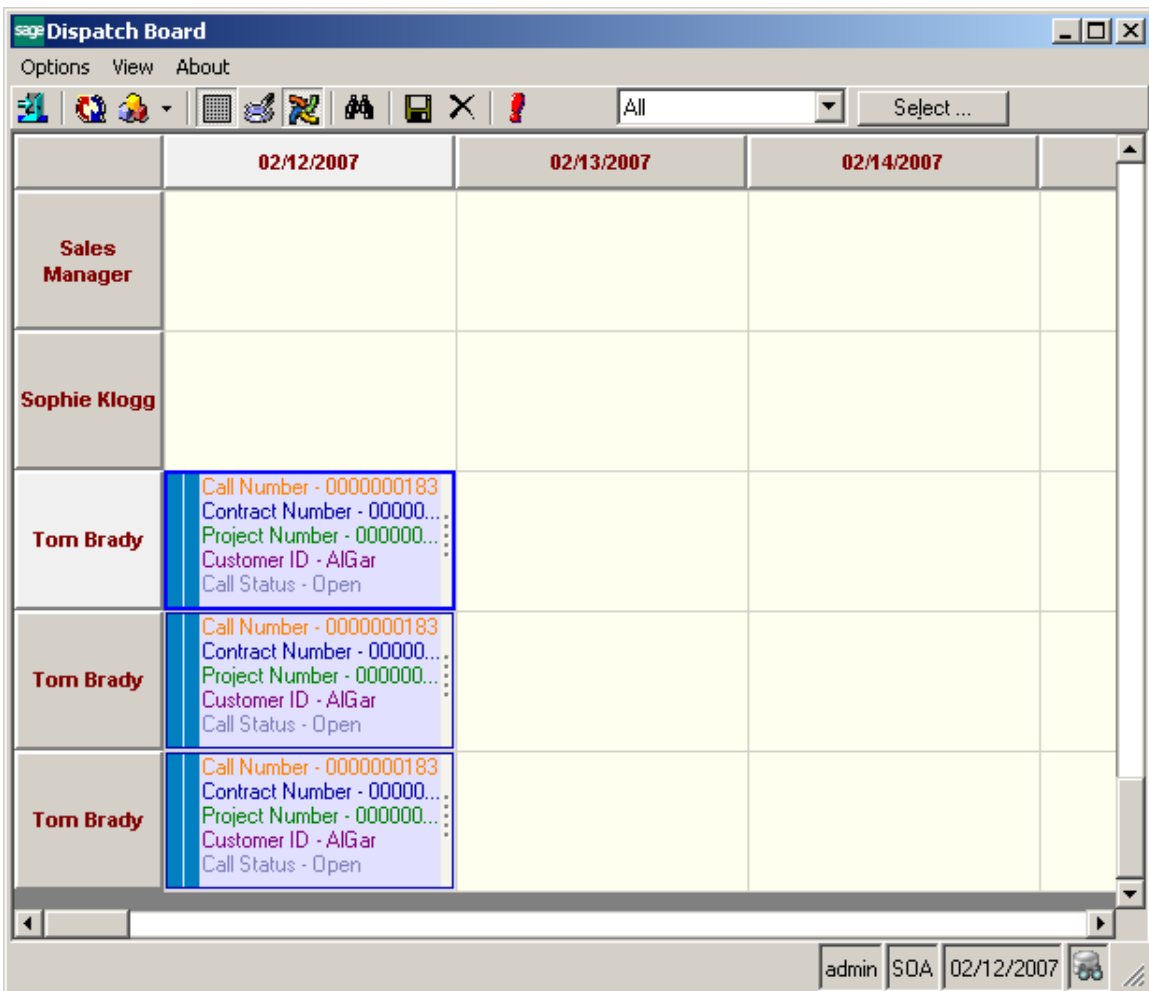 sage Dispatch Board
Options View About
All Select ...
02/12/2007 02/13/2007 02/14/2007
Sales
Manager
Sophie Klogg
Tom Brady
Call Number - 0000000183
Contract Number - 00000...
Project Number - 000000...
Customer ID - AlGar
Call Status - Open
Tom Brady
Call Number - 0000000183
Contract Number - 00000...
Project Number - 000000...
Customer ID - AlGar
Call Status - Open
Tom Brady
Call Number - 0000000183
Contract Number - 00000...
Project Number - 000000...
Customer ID - AlGar
Call Status - Open
admin SOA 02/12/2007